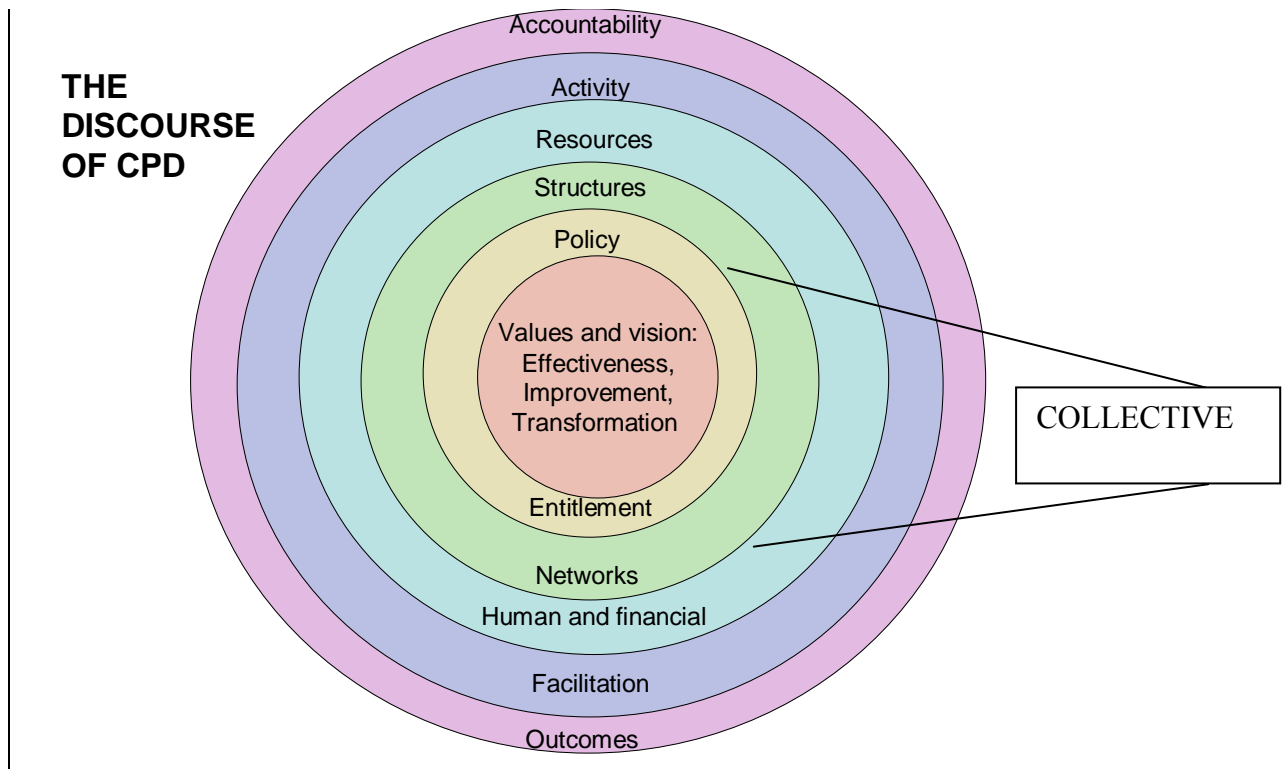 Accountability
THE
DISCOURSE
OF CPD
Activity
Resources
Structures
Policy
Values and vision:
Effectiveness,
Improvement,
Transformation
COLLECTIVE
Entitlement
Networks
Human and financial
Facilitation
Outcomes